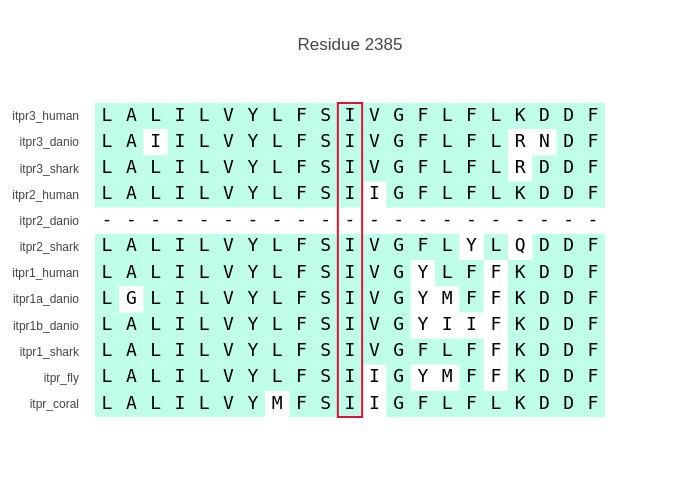 Residue 2385
itpr3_human L A L I L V Y L F S I V G F L F L K D D F
itpr3_danio L A I I L V Y L F S I V G F L F L R N D F
itpr3_shark L A L I L V Y L F S I V G F L F L R D D F
itpr2_human L A L I L V Y L F S I I G F L F L K D D F
itpr2_danio - - - - - - - - - - - - - - - - - - - - -
itpr2_shark L A L I L V Y L F S I V G F L Y L Q D D F
itpr1_human L A L I L V Y L F S I V G Y L F F K D D F
itpr1a_danio L G L I L V Y L F S I V G Y M F F K D D F
itpr1b_danio L A L I L V Y L F S I V G Y I I F K D D F
itpr1_shark L A L I L V Y L F S I V G F L F F K D D F
itpr_fly L A L I L V Y L F S I I G Y M F F K D D F
itpr_coral L A L I L V Y M F S I I G F L F L K D D F